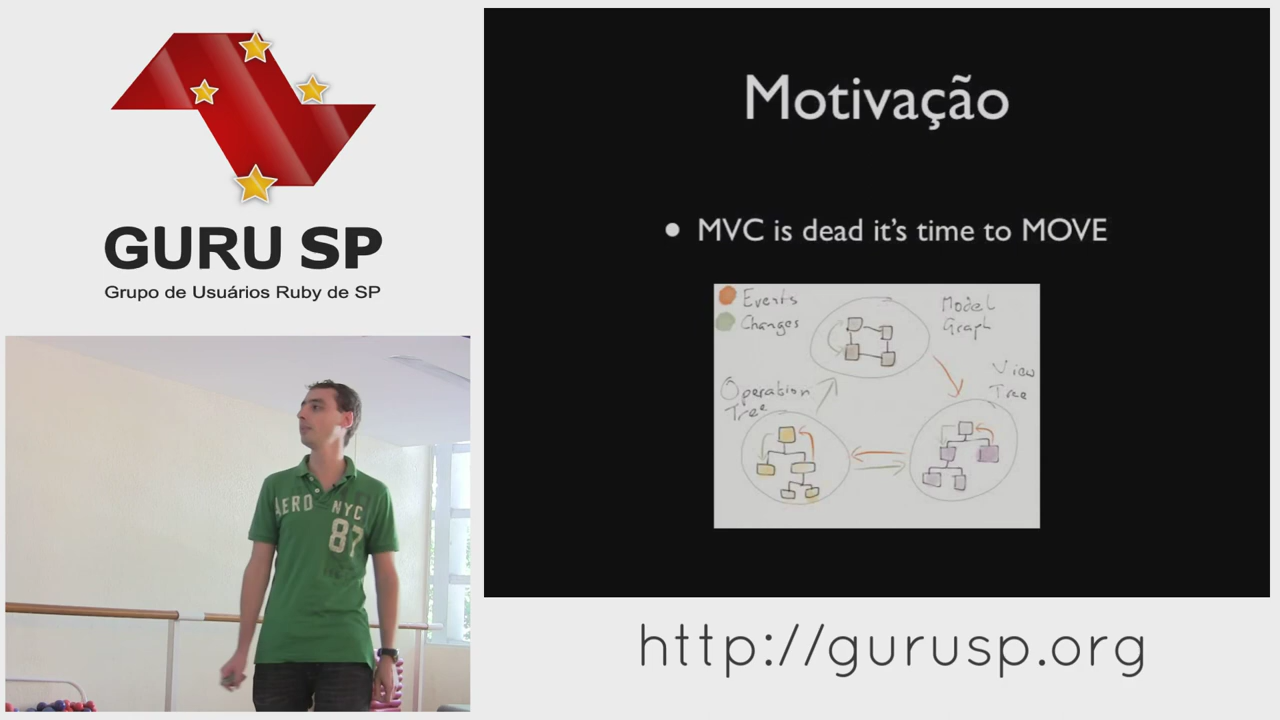 GURU SP
Grupo de Usuários Ruby de SP
AERO NYC
87
Motivação
• MVC is dead it's time to MOVE
Events
Changes
Model
Graph
View
Tree
Operation
Tree
http://gurusp.org